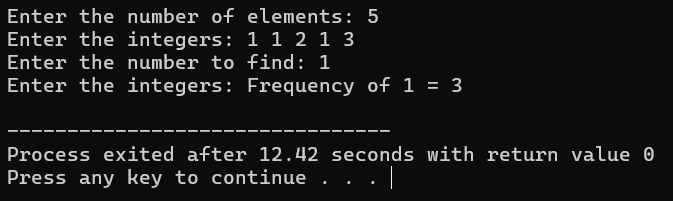 Enter the number of elements: 5
Enter the integers: 1 1 2 1 3
Enter the number to find: 1
Enter the integers: Frequency of 1 = 3
--------------------------------
Process exited after 12.42 seconds with return value 0
Press any key to continue . . .